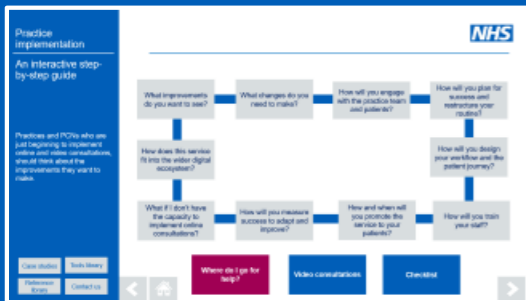 Practice
implementation
An interactive step-
by-step guide
Practices and PCNs who are
just beginning to implement
online and video consultations,
should think about the
improvements they want to
make.
Case studies
Tools library
Reference
library
Contact us
NHS
What improvements
do you want to see?
What changes do you
need to make?
How will you engage
with the practice team
and patients?
How will you plan for
success and
restructure your
routine?
How does this service
fit into the wider digital
ecosystem?
How will you design
your workflow and the
patient journey?
What if I don't have
the capacity to
implement online
consultations?
How will you measure
success to adapt and
improve?
How and when will
you promote the
service to your
patients?
How will you train
your staff?
Where do I go for
help?
Video consultations
Checklist